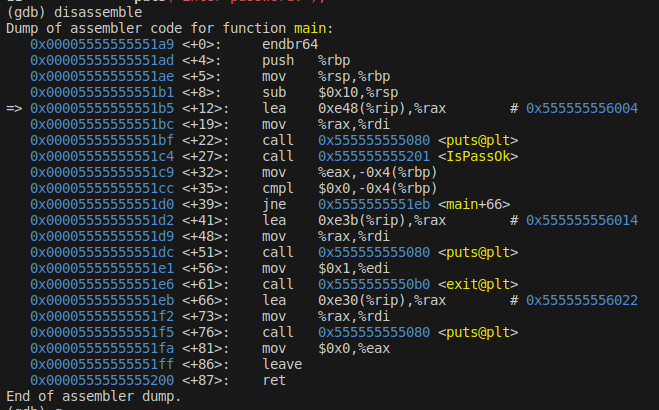 (gdb) disassemble
Dump of assembler code for function main:
   0x00005555555551a9 <+0>:     endbr64
   0x00005555555551ad <+4>:     push   %rbp
   0x00005555555551ae <+5>:     mov    %rsp,%rbp
   0x00005555555551b1 <+8>:     sub    $0x10,%rsp
=> 0x00005555555551b5 <+12>:    lea    0xe48(%rip),%rax        # 0x555555556004
   0x00005555555551bc <+19>:    mov    %rax,%rdi
   0x00005555555551bf <+22>:    call   0x555555555080 <puts@plt>
   0x00005555555551c4 <+27>:    call   0x555555555201 <IsPassOk>
   0x00005555555551c9 <+32>:    mov    %eax,-0x4(%rbp)
   0x00005555555551cc <+35>:    cmpl   $0x0,-0x4(%rbp)
   0x00005555555551d0 <+39>:    jne    0x5555555551eb <main+66>
   0x00005555555551d2 <+41>:    lea    0xe3b(%rip),%rax        # 0x555555556014
   0x00005555555551d9 <+48>:    mov    %rax,%rdi
   0x00005555555551dc <+51>:    call   0x555555555080 <puts@plt>
   0x00005555555551e1 <+56>:    mov    $0x1,%edi
   0x00005555555551e6 <+61>:    call   0x5555555550b0 <exit@plt>
   0x00005555555551eb <+66>:    lea    0xe30(%rip),%rax        # 0x555555556022
   0x00005555555551f2 <+73>:    mov    %rax,%rdi
   0x00005555555551f5 <+76>:    call   0x555555555080 <puts@plt>
   0x00005555555551fa <+81>:    mov    $0x0,%eax
   0x00005555555551ff <+86>:    leave
   0x0000555555555200 <+87>:    ret
End of assembler dump.